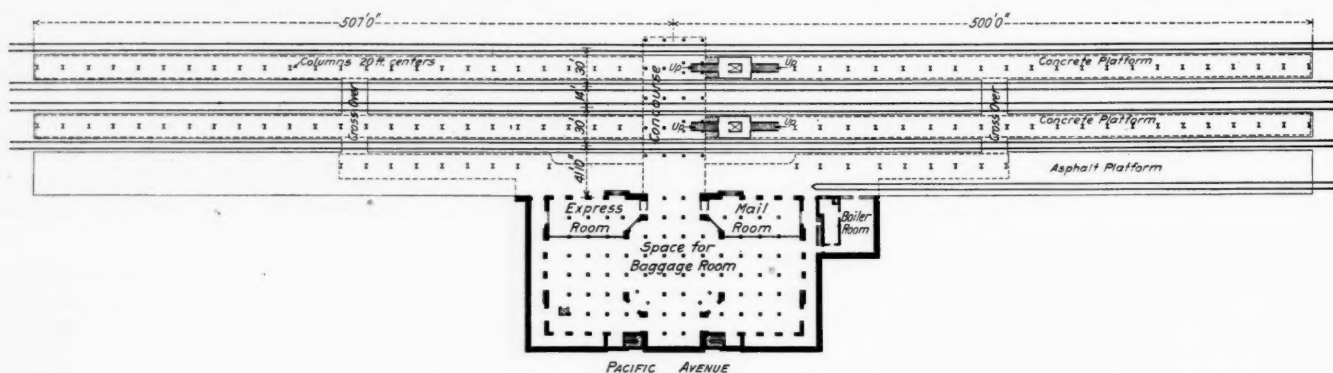 507'0"
500'0"
Columns 20 ft. centers
30'
Up
Up
Concrete Platform
Cross Over
14'
Concourse
Cross Over
30'
Up
Up
Concrete Platform
41'10"
Asphalt Platform
Express
Room
Mail
Room
Boiler
Room
Space for
Baggage Room
PACIFIC AVENUE